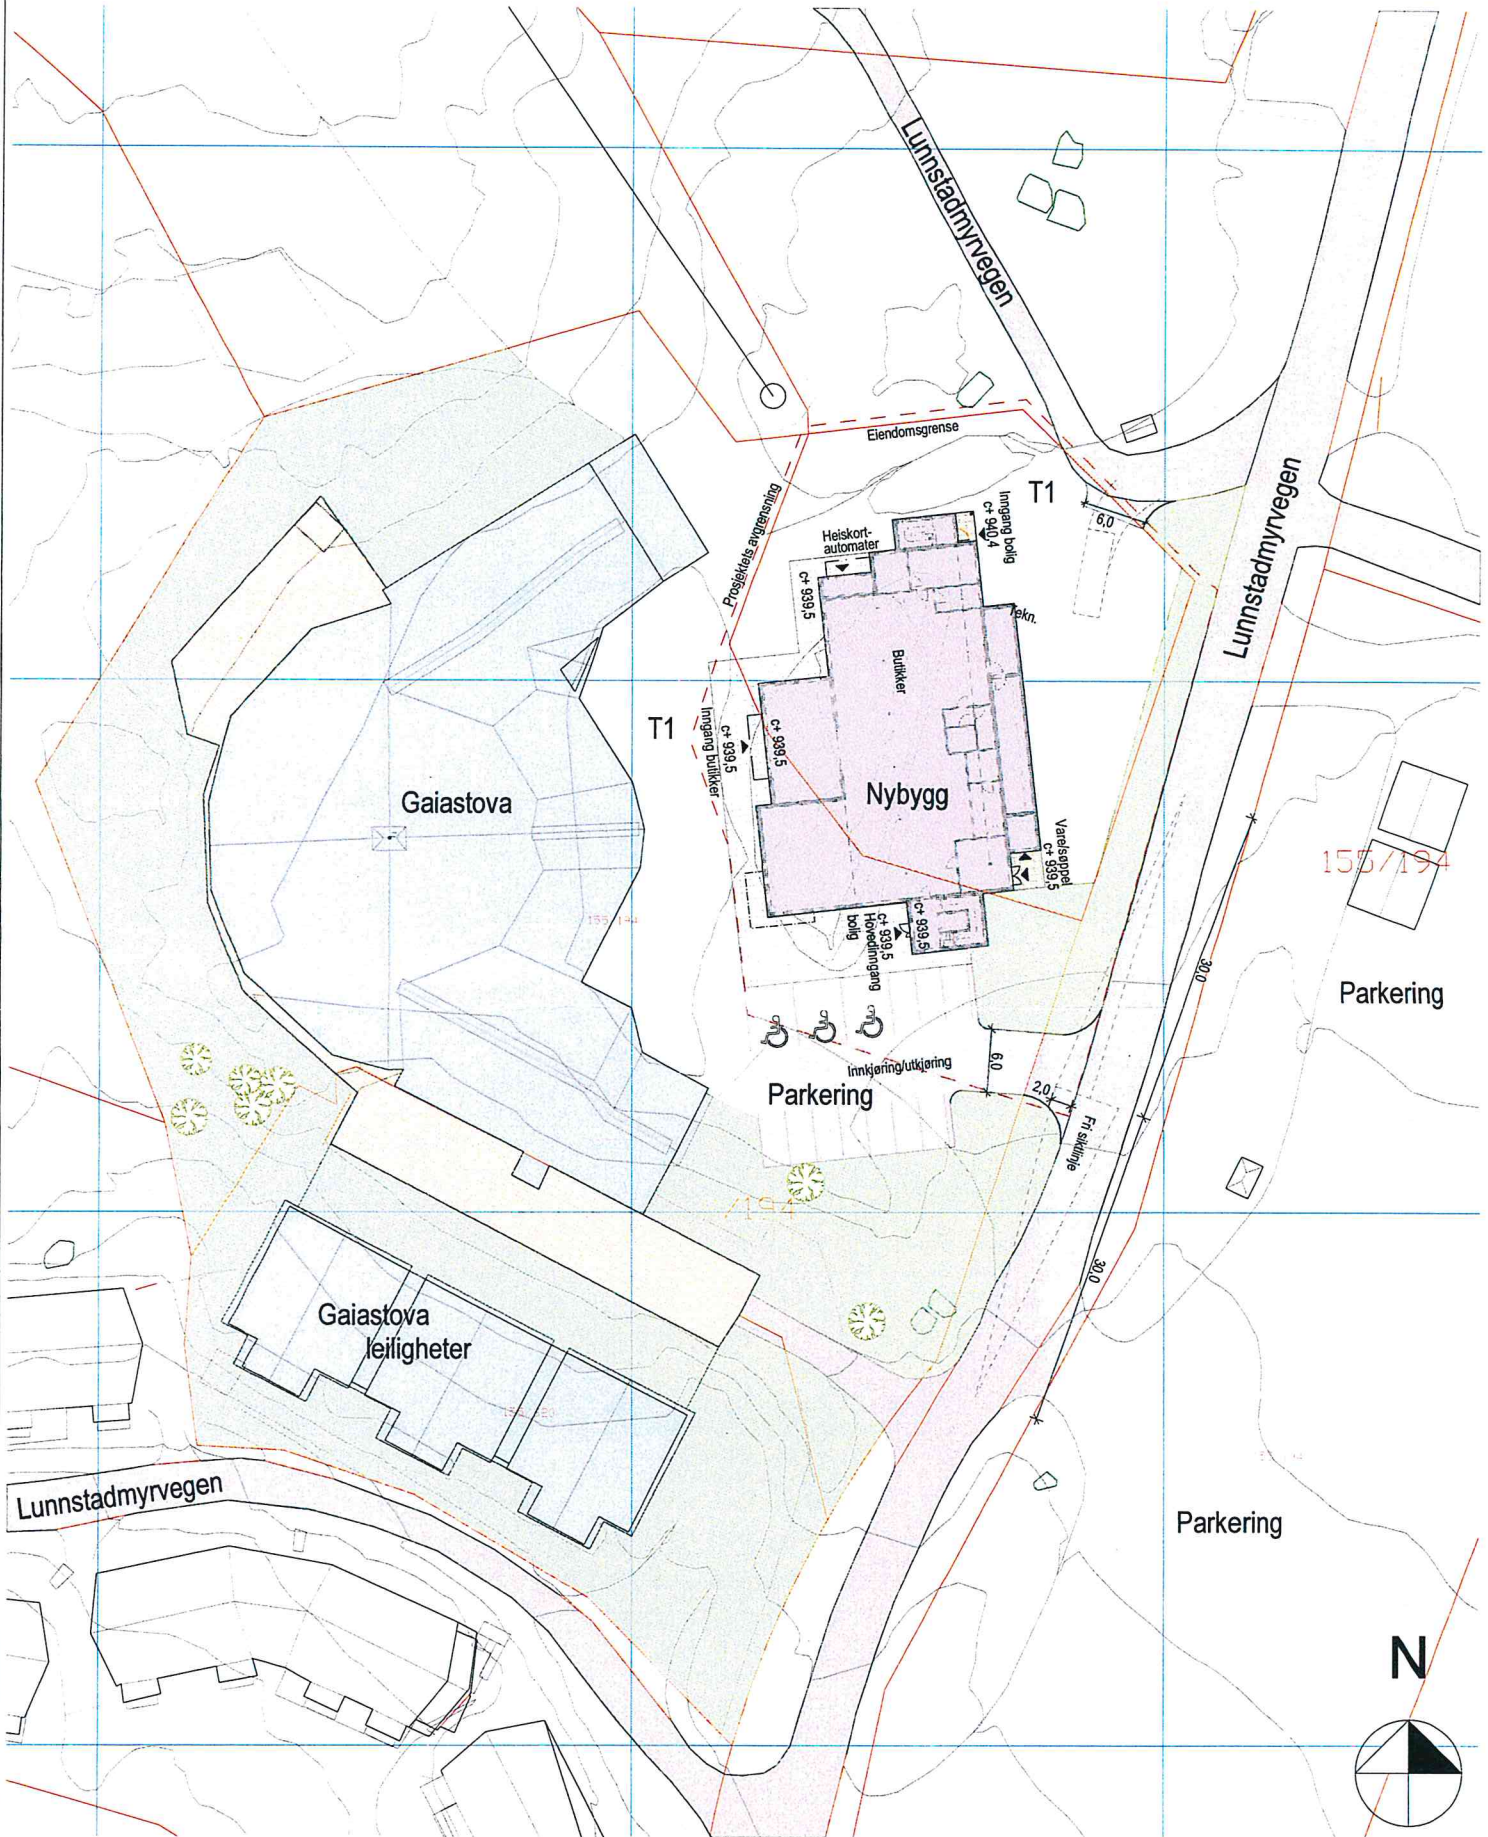 Lunnstadmyrvegen
Eiendomsgrense
T1
6,0
Lunnstadmyrvegen
Inngang bolig
c+ 940,4
Heiskort-
automater
Prosjektets avgrensning
c+ 939,5
Tekn.
Butikker
T1
Inngang butikker
c+ 939,5
c+ 939,5
Gaiastova
Nybygg
Vare/søppel
c+ 939,5
155/194
155/194
c+ 939,5
c+ 939,5
Hovedinngang
bolig
30,0
Parkering
6,0
Innkjøring/utkjøring
Parkering
2,0
Fri siktlinje
/194
30,0
Gaiastova
leiligheter
Lunnstadmyrvegen
Parkering
N